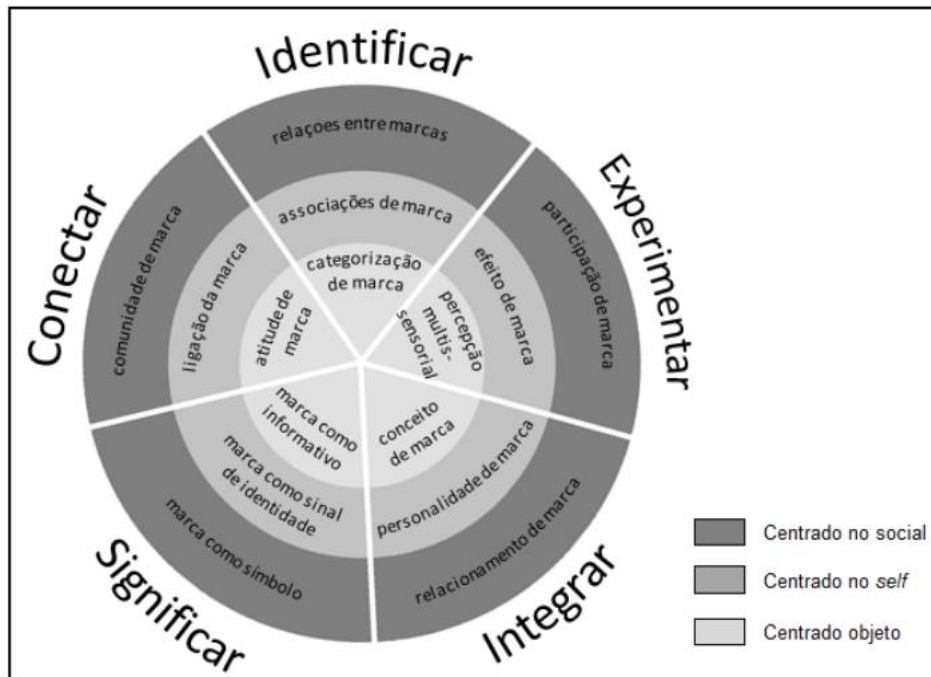 Identificar
relaçoes entre marcas
associações de marca
categorização
de marca
Experimentar
participação de marca
efeito de marca
percepção
multis-
sensorial
Integrar
relacionamento de marca
personalidade de marca
conceito
de marca
Significar
marca como símbolo
marca como sinal
de identidade
marca como
informativo
Conectar
comunidade de marca
ligação da marca
atitude de
marca
Centrado no social
Centrado no self
Centrado objeto